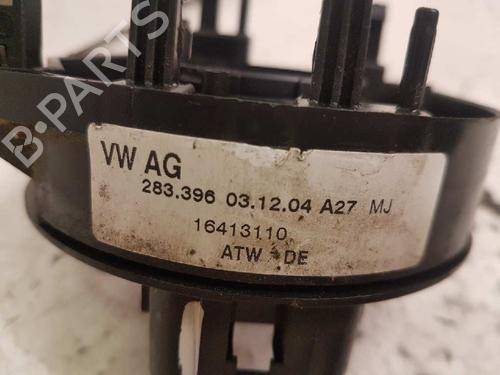 B-PARTS
VW AG
283.396 03.12.04 A27 MJ
16413110
ATW DE